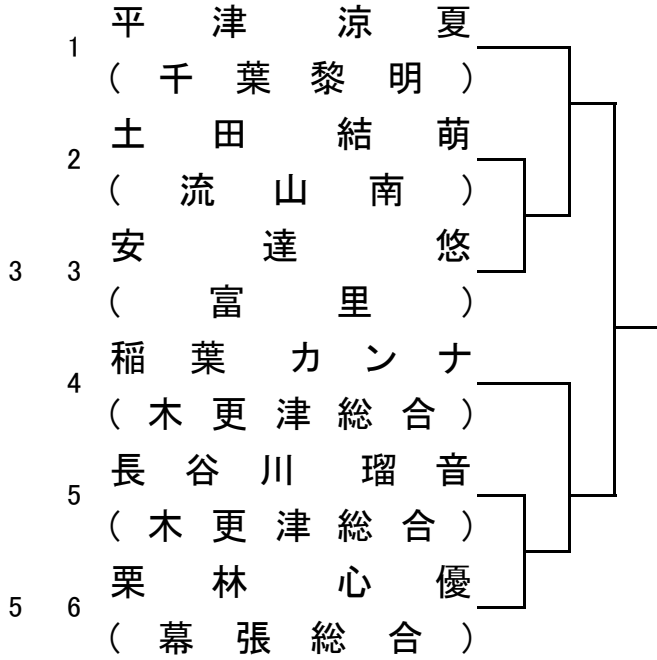 1 平津 涼夏
(千葉黎明)
2 土田 結萌
(流山南)
3 3 安達 悠
(富里)
4 稲葉 カンナ
(木更津総合)
5 長谷川 瑠音
(木更津総合)
5 6 栗林 心優
(幕張総合)